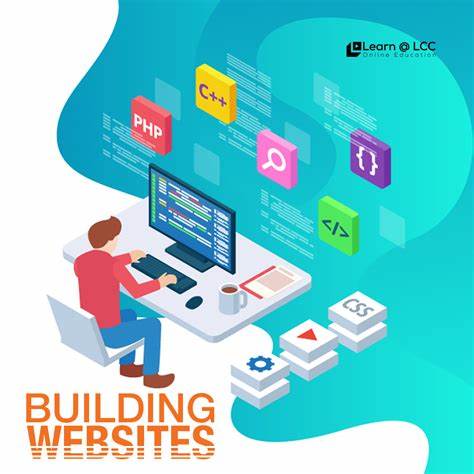 Learn @ LCC
Online Education
C++
PHP
{ }
</>
CSS
BUILDING
WEBSITES